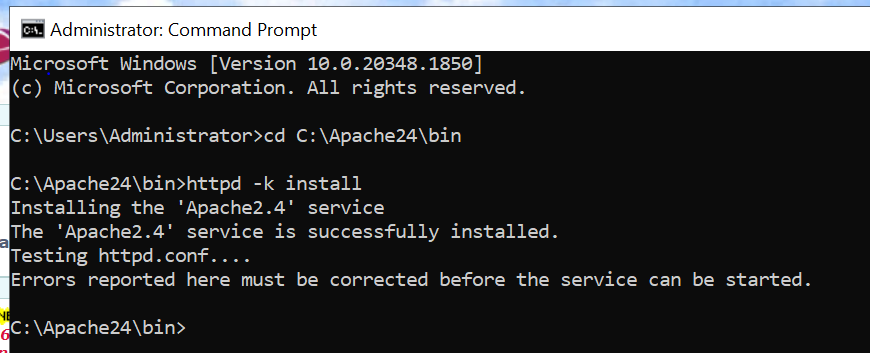 Administrator: Command Prompt
Microsoft Windows [Version 10.0.20348.1850]
(c) Microsoft Corporation. All rights reserved.
C:\Users\Administrator>cd C:\Apache24\bin
C:\Apache24\bin>httpd -k install
Installing the 'Apache2.4' service
The 'Apache2.4' service is successfully installed.
Testing httpd.conf....
Errors reported here must be corrected before the service can be started.
C:\Apache24\bin>